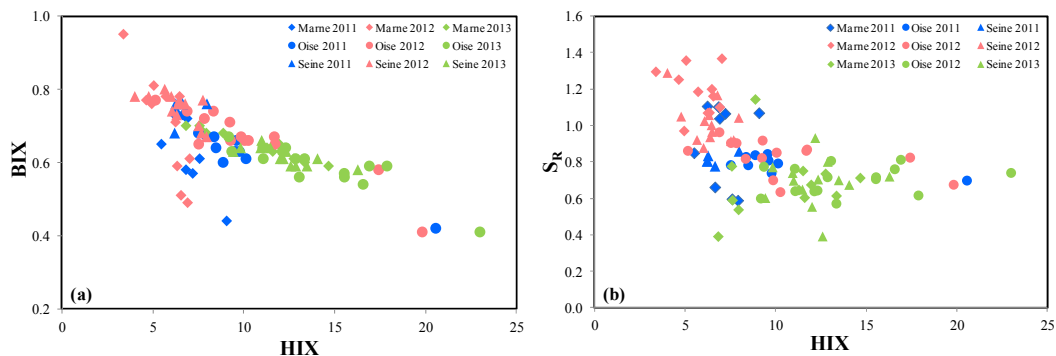 1.0
0.8
0.6
0.4
0.2
BIX
Marne 2011 Marne 2012 Marne 2013
Oise 2011 Oise 2012 Oise 2013
Seine 2011 Seine 2012 Seine 2013
(a)
0 5 10 15 20 25
HIX
1.6
1.4
1.2
1.0
0.8
0.6
0.4
0.2
0.0
SR
Marne 2011 Oise 2011 Seine 2011
Marne 2012 Oise 2012 Seine 2012
Marne 2013 Oise 2013 Seine 2013
(b)
0 5 10 15 20 25
HIX